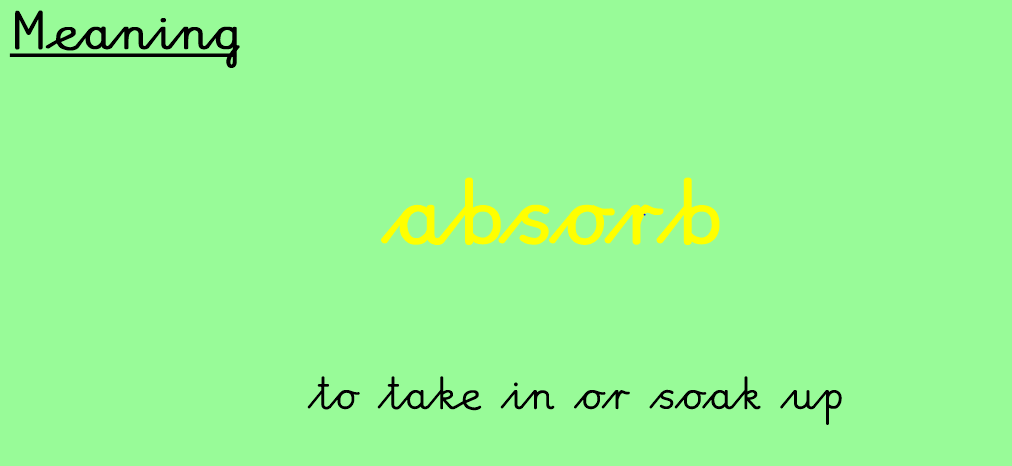 Meaning
absorb
to take in or soak up